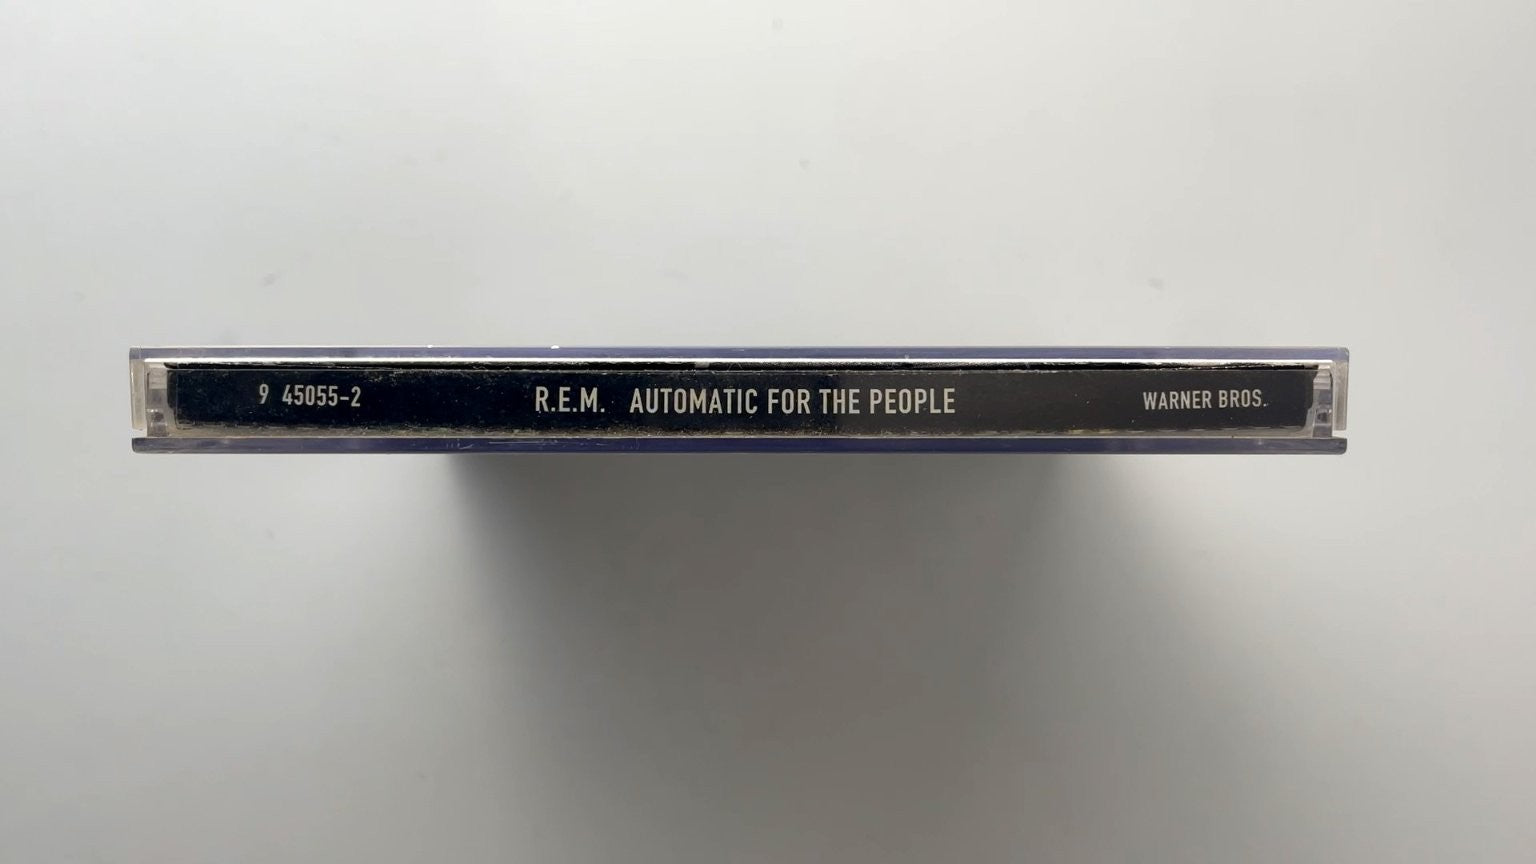 9 45055-2 R.E.M. AUTOMATIC FOR THE PEOPLE WARNER BROS.